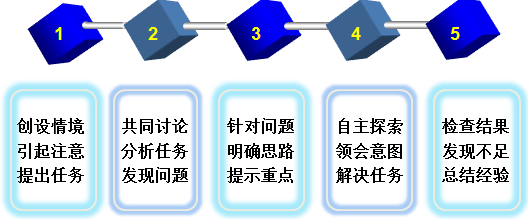 1 2 3 4 5
创设情境
引起注意
提出任务
共同讨论
分析任务
发现问题
针对问题
明确思路
提示重点
自主探索
领会意图
解决任务
检查结果
发现不足
总结经验